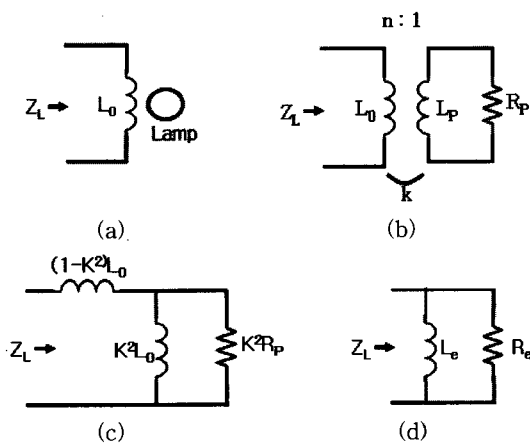 n : 1
Z_L → L_0 Lamp
Z_L → L_0 L_P R_P
k
(a) (b)
(1-K²)L_0
Z_L → K²L_0 K²R_P
Z_L → L_e R_e
(c) (d)